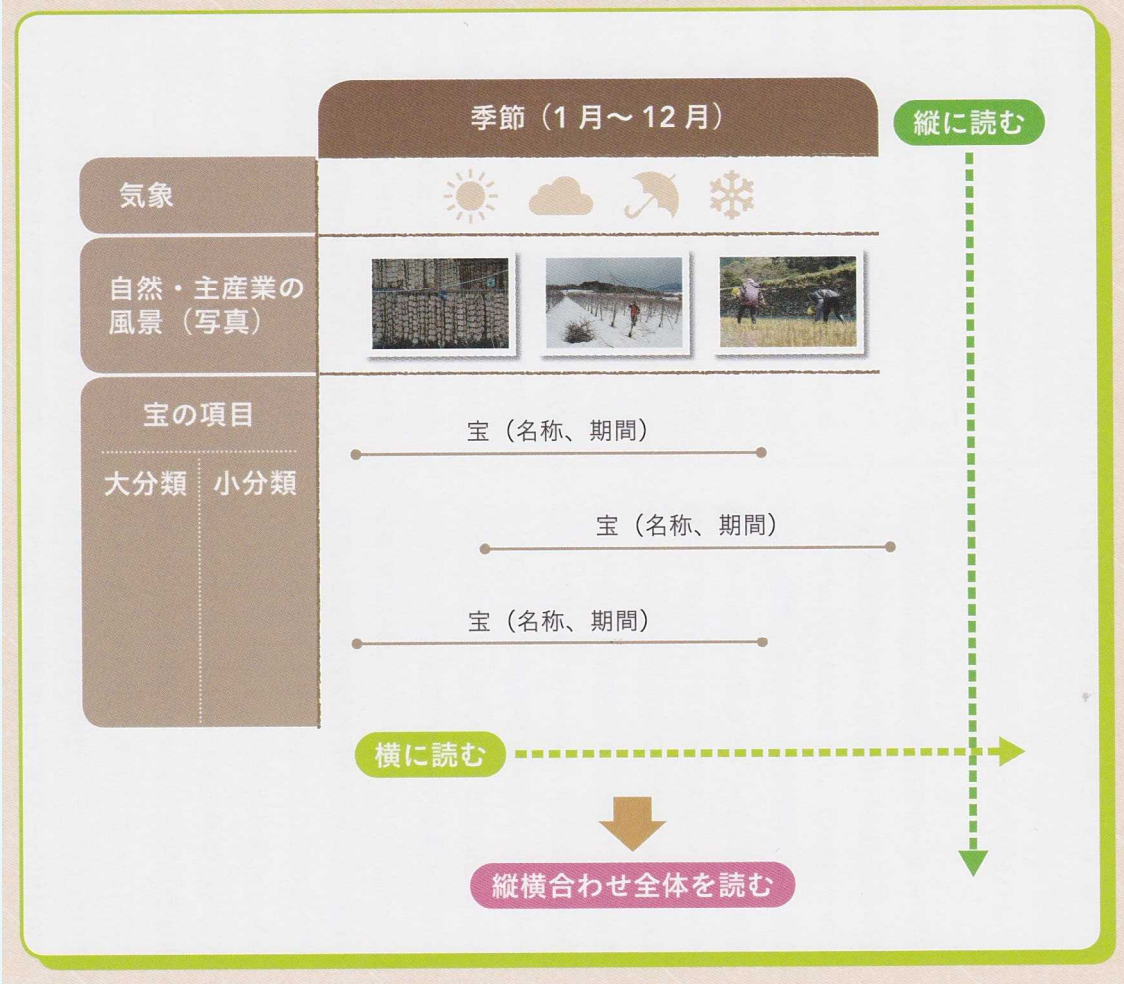 季節（1月〜12月）
縦に読む
気象
自然・主産業の
風景（写真）
宝の項目
大分類
小分類
宝（名称、期間）
宝（名称、期間）
宝（名称、期間）
横に読む
縦横合わせ全体を読む